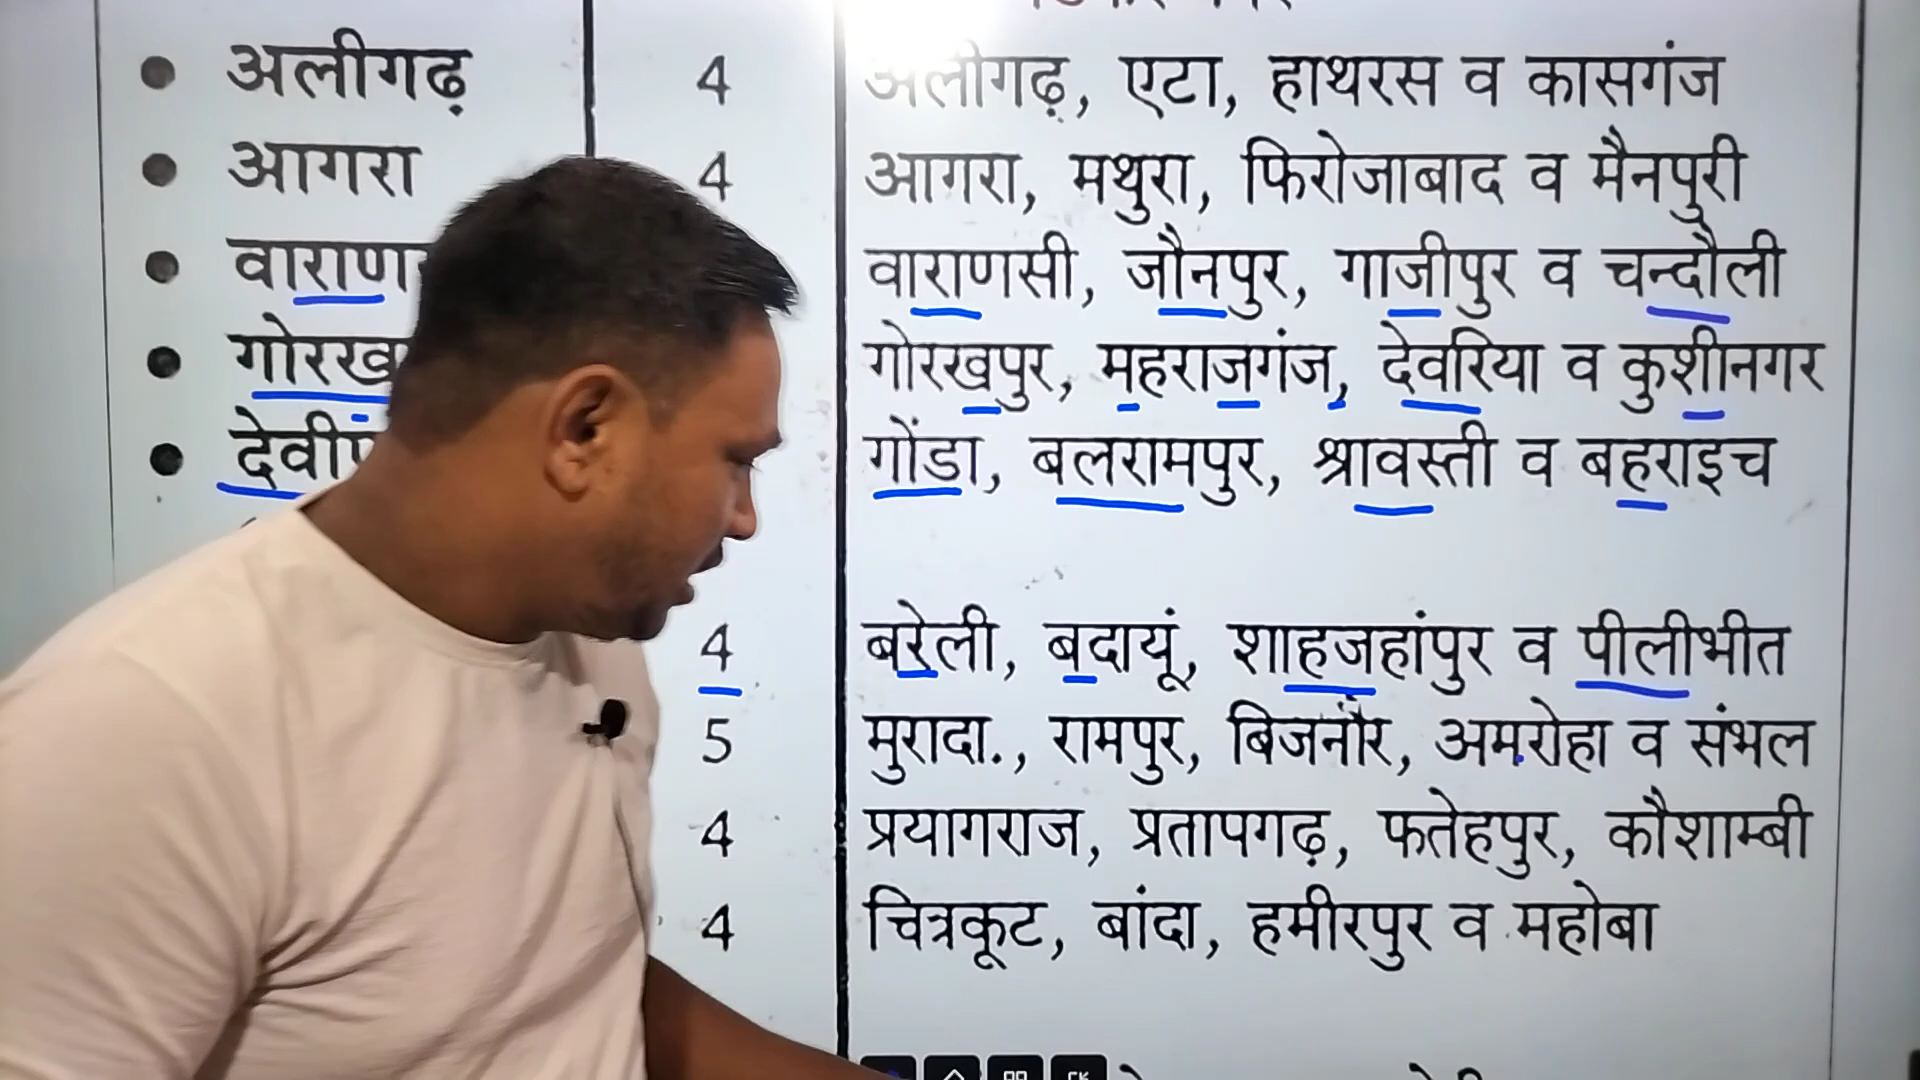 • अलीगढ़ 4 अलीगढ़, एटा, हाथरस व कासगंज
• आगरा 4 आगरा, मथुरा, फिरोजाबाद व मैनपुरी
• वाराण वाराणसी, जौनपुर, गाजीपुर व चन्दौली
• गोरख गोरखपुर, महराजगंज, देवरिया व कुशीनगर
• देवीप गोंडा, बलरामपुर, श्रावस्ती व बहराइच
4 बरेली, बदायूं, शाहजहांपुर व पीलीभीत
5 मुरादा., रामपुर, बिजनौर, अमरोहा व संभल
4 प्रयागराज, प्रतापगढ़, फतेहपुर, कौशाम्बी
4 चित्रकूट, बांदा, हमीरपुर व महोबा